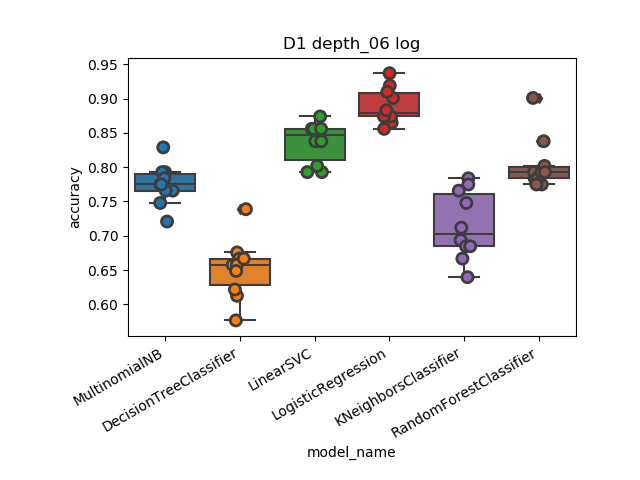 D1 depth_06 log
accuracy
0.95
0.90
0.85
0.80
0.75
0.70
0.65
0.60
MultinomialNB
DecisionTreeClassifier
LinearSVC
LogisticRegression
KNeighborsClassifier
RandomForestClassifier
model_name